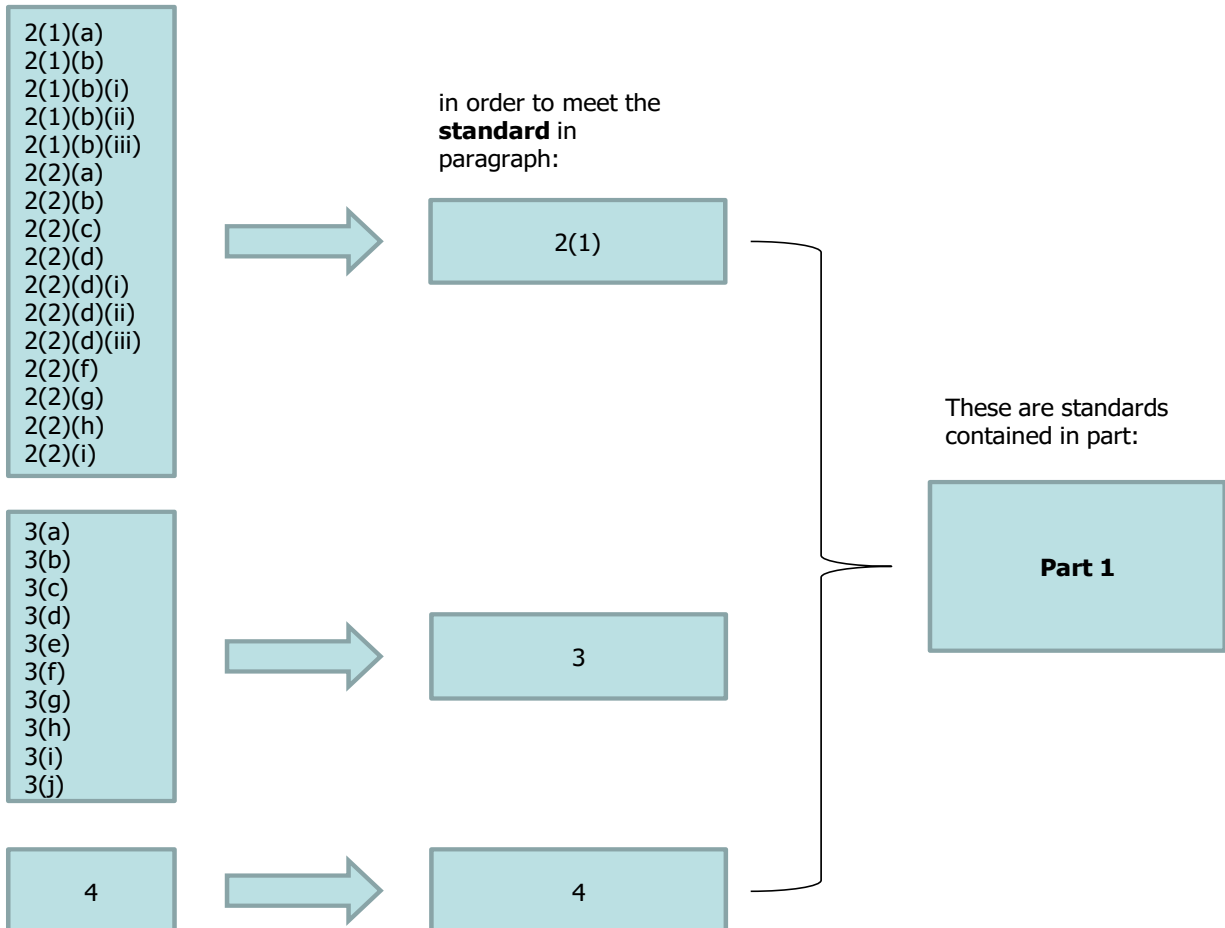 2(1)(a)
2(1)(b)
2(1)(b)(i)
2(1)(b)(ii)
2(1)(b)(iii)
2(2)(a)
2(2)(b)
2(2)(c)
2(2)(d)
2(2)(d)(i)
2(2)(d)(ii)
2(2)(d)(iii)
2(2)(f)
2(2)(g)
2(2)(h)
2(2)(i)
in order to meet the
standard in
paragraph:
2(1)
3(a)
3(b)
3(c)
3(d)
3(e)
3(f)
3(g)
3(h)
3(i)
3(j)
3
4
4
These are standards
contained in part:
Part 1